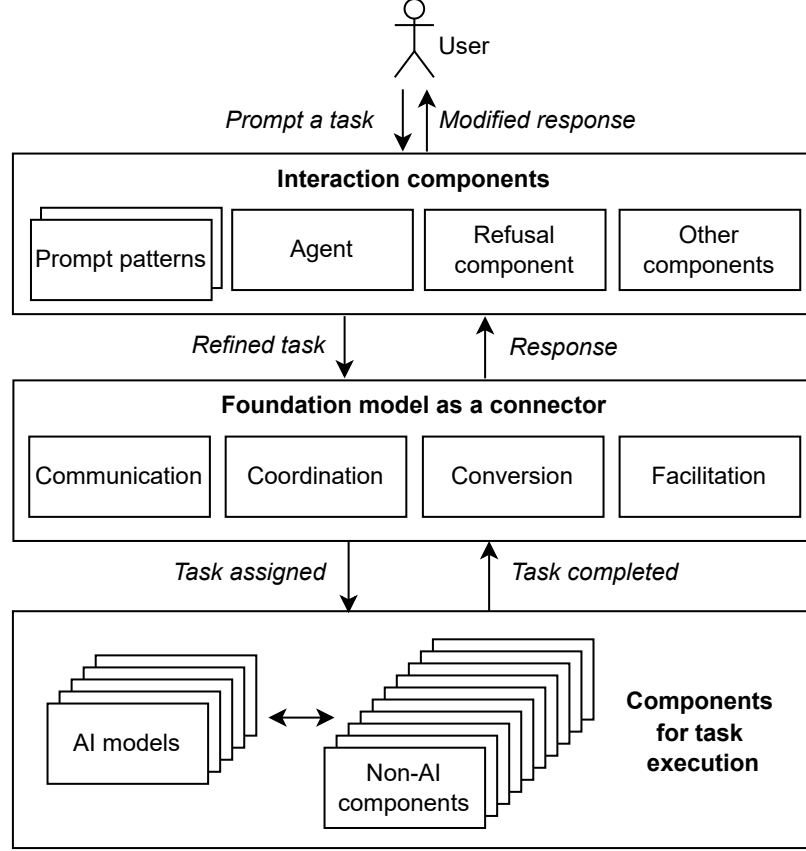 User
Prompt a task
Modified response
Interaction components
Prompt patterns
Agent
Refusal
component
Other
components
Refined task
Response
Foundation model as a connector
Communication
Coordination
Conversion
Facilitation
Task assigned
Task completed
AI models
Non-AI
components
Components
for task
execution